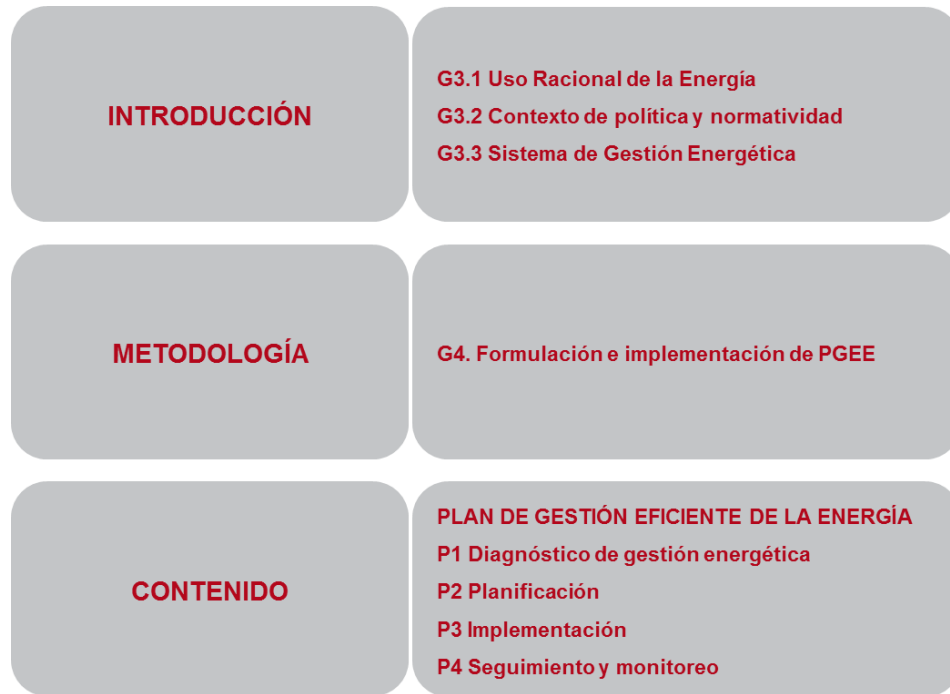 INTRODUCCIÓN
G3.1 Uso Racional de la Energía
G3.2 Contexto de política y normatividad
G3.3 Sistema de Gestión Energética
METODOLOGÍA
G4. Formulación e implementación de PGEE
CONTENIDO
PLAN DE GESTIÓN EFICIENTE DE LA ENERGÍA
P1 Diagnóstico de gestión energética
P2 Planificación
P3 Implementación
P4 Seguimiento y monitoreo